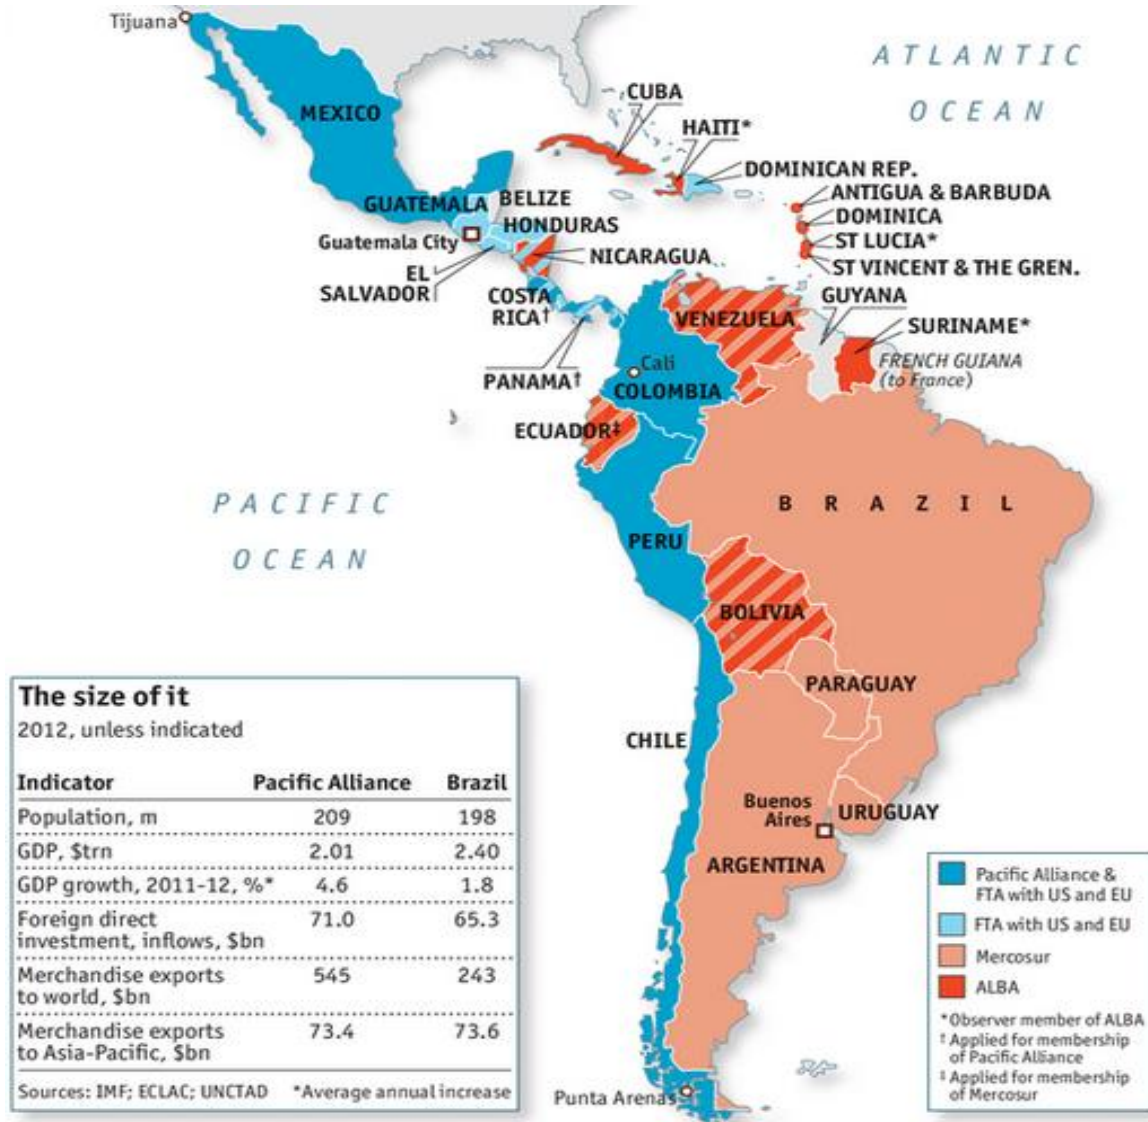 Tijuana
ATLANTIC
OCEAN
MEXICO
CUBA
HAITI*
DOMINICAN REP.
ANTIGUA & BARBUDA
DOMINICA
ST LUCIA*
ST VINCENT & THE GREN.
GUATEMALA
BELIZE
HONDURAS
Guatemala City
NICARAGUA
EL
SALVADOR
COSTA
RICA†
PANAMA†
GUYANA
VENEZUELA
SURINAME*
FRENCH GUIANA
(to France)
Cali
COLOMBIA
ECUADOR‡
PACIFIC
OCEAN
BRAZIL
PERU
BOLIVIA
PARAGUAY
CHILE
Buenos
Aires
URUGUAY
ARGENTINA
Punta Arenas
The size of it
2012, unless indicated
Indicator Pacific Alliance Brazil
Population, m 209 198
GDP, $trn 2.01 2.40
GDP growth, 2011-12, %* 4.6 1.8
Foreign direct
investment, inflows, $bn 71.0 65.3
Merchandise exports
to world, $bn 545 243
Merchandise exports
to Asia-Pacific, $bn 73.4 73.6
Sources: IMF; ECLAC; UNCTAD *Average annual increase
Pacific Alliance &
FTA with US and EU
FTA with US and EU
Mercosur
ALBA
*Observer member of ALBA
† Applied for membership
of Pacific Alliance
‡ Applied for membership
of Mercosur